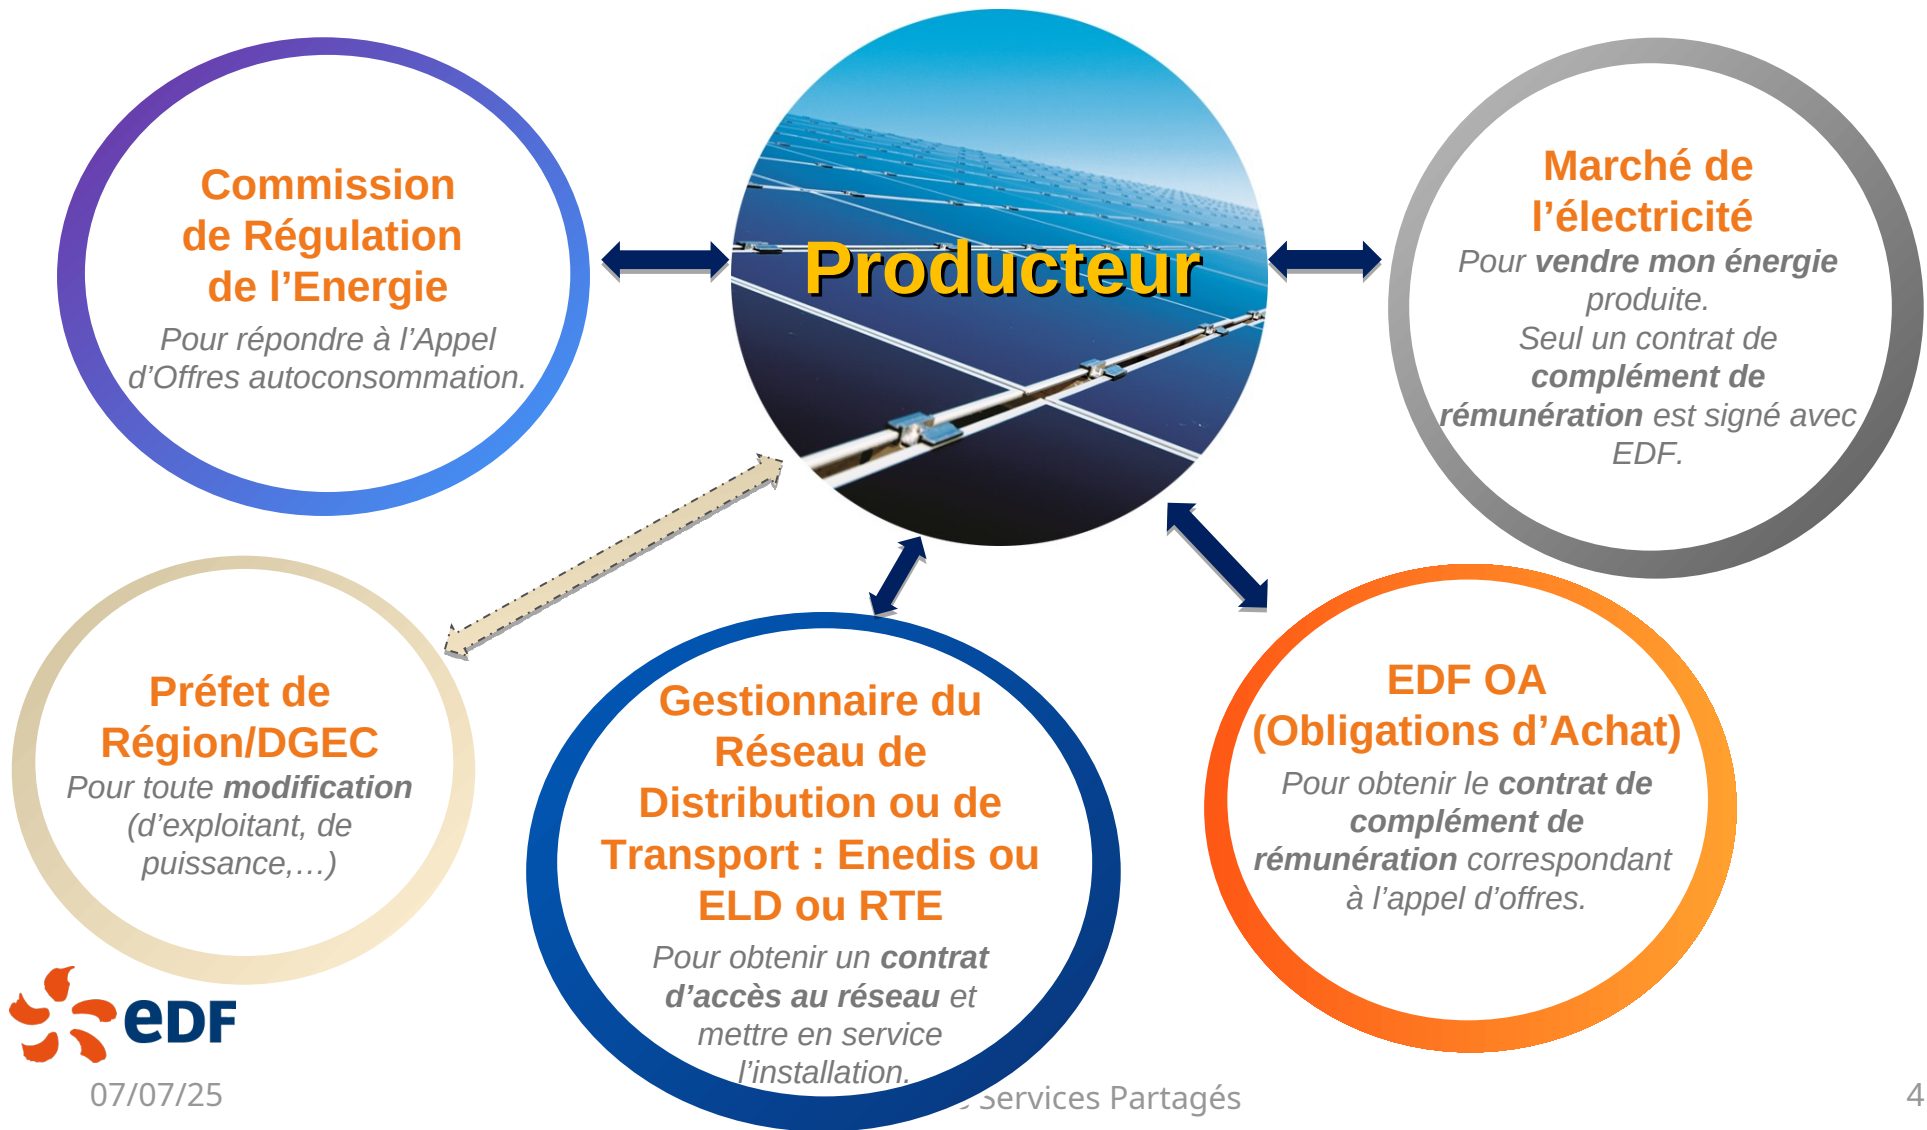 Commission
de Régulation
de l’Energie
Pour répondre à l’Appel
d’Offres autoconsommation.
Producteur
Marché de
l’électricité
Pour vendre mon énergie
produite.
Seul un contrat de
complément de
rémunération est signé avec
EDF.
Préfet de
Région/DGEC
Pour toute modification
(d’exploitant, de
puissance,…)
Gestionnaire du
Réseau de
Distribution ou de
Transport : Enedis ou
ELD ou RTE
Pour obtenir un contrat
d’accès au réseau et
mettre en service
l’installation.
EDF OA
(Obligations d’Achat)
Pour obtenir le contrat de
complément de
rémunération correspondant
à l’appel d’offres.
eDF
07/07/25
Services Partagés
4